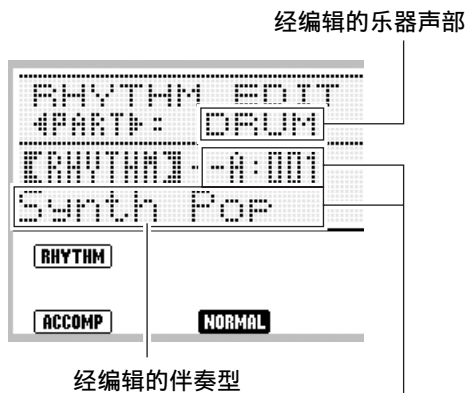 经编辑的乐器声部
RHYTHM EDIT
◀PART▶: DRUM
【RHYTHM】--A:001
Synth Pop
RHYTHM
ACCOMP NORMAL
经编辑的伴奏型